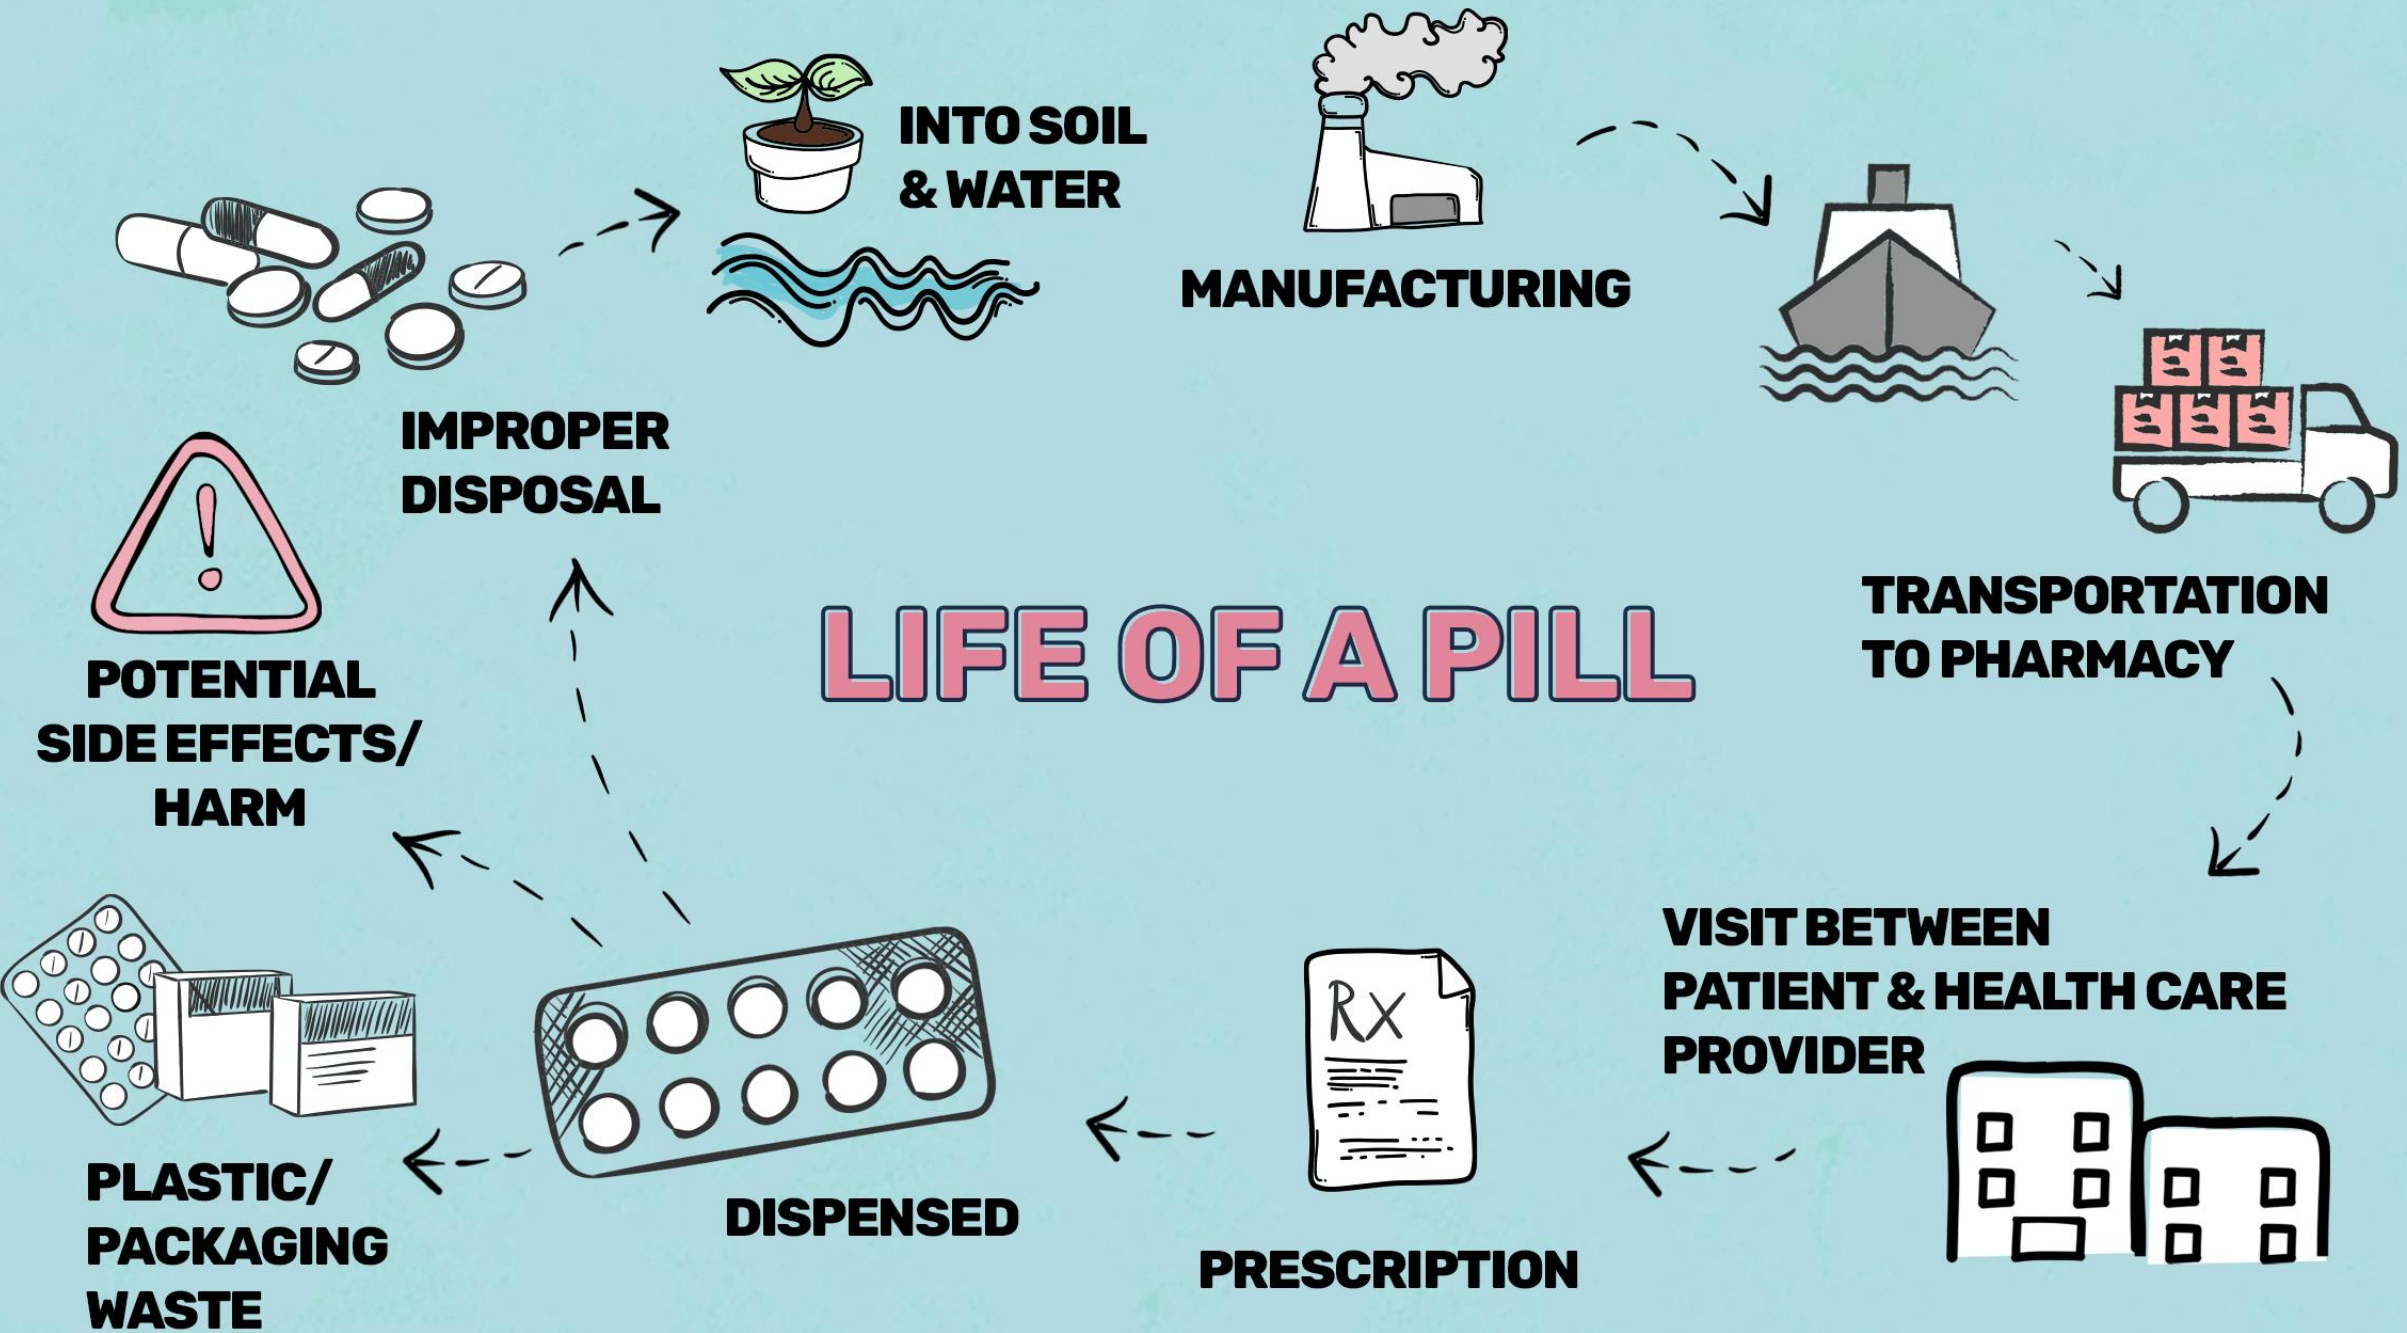 INTO SOIL
& WATER
MANUFACTURING
IMPROPER
DISPOSAL
TRANSPORTATION
TO PHARMACY
LIFE OF A PILL
POTENTIAL
SIDE EFFECTS/
HARM
VISIT BETWEEN
PATIENT & HEALTH CARE
PROVIDER
RX
PLASTIC/
PACKAGING
WASTE
DISPENSED
PRESCRIPTION